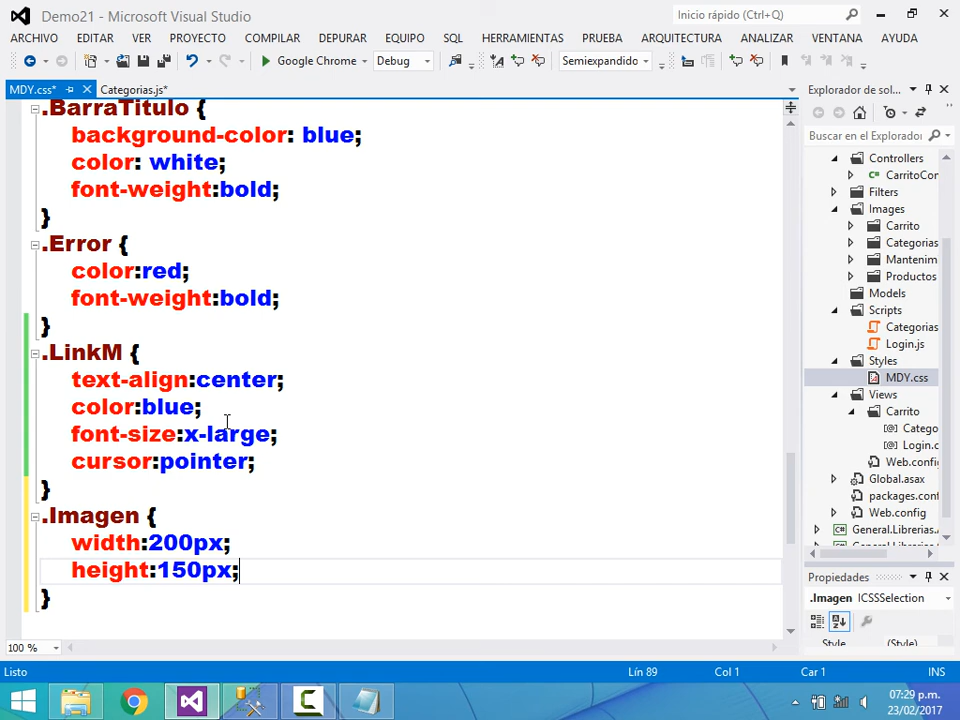 Demo21 - Microsoft Visual Studio
Inicio rápido (Ctrl+Q)
ARCHIVO EDITAR VER PROYECTO COMPILAR DEPURAR EQUIPO SQL HERRAMIENTAS PRUEBA ARQUITECTURA ANALIZAR VENTANA AYUDA
Google Chrome Debug Semiexpandido
MDY.css* Categorias.js*
Explorador de sol
Buscar en el Explorador
.BarraTitulo {
background-color: blue;
color: white;
font-weight:bold;
}
.Error {
color:red;
font-weight:bold;
}
.LinkM {
text-align:center;
color:blue;
font-size:x-large;
cursor:pointer;
}
.Imagen {
width:200px;
height:150px;
}
Controllers
CarritoCon
Filters
Images
Carrito
Categorias
Mantenim
Productos
Models
Scripts
Categorias
Login.js
Styles
MDY.css
Views
Carrito
Catego
Login.c
Web.config
Global.asax
packages.conf
Web.config
General.Librerias.
Propiedades
.Imagen ICSSSelection
Style (Style)
100 %
Listo Lín 89 Col 1 Car 1 INS
07:29 p.m.
23/02/2017